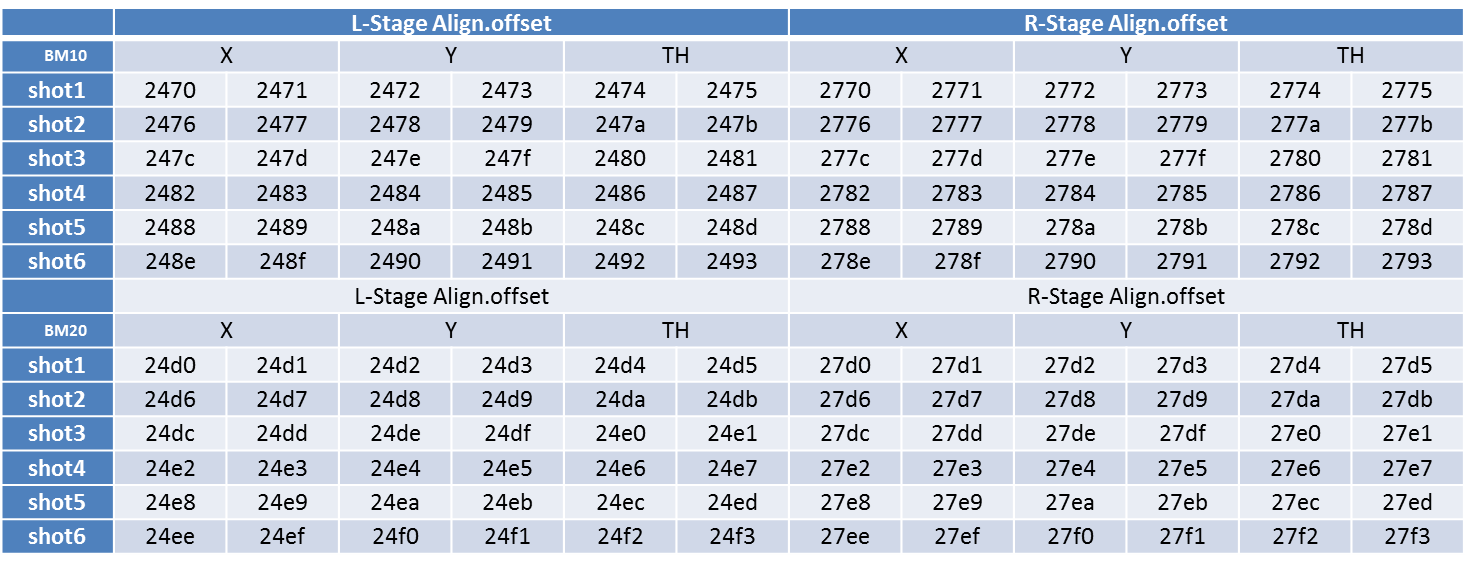 L-Stage Align.offset R-Stage Align.offset
BM10 X Y TH X Y TH
shot1 2470 2471 2472 2473 2474 2475 2770 2771 2772 2773 2774 2775
shot2 2476 2477 2478 2479 247a 247b 2776 2777 2778 2779 277a 277b
shot3 247c 247d 247e 247f 2480 2481 277c 277d 277e 277f 2780 2781
shot4 2482 2483 2484 2485 2486 2487 2782 2783 2784 2785 2786 2787
shot5 2488 2489 248a 248b 248c 248d 2788 2789 278a 278b 278c 278d
shot6 248e 248f 2490 2491 2492 2493 278e 278f 2790 2791 2792 2793
L-Stage Align.offset R-Stage Align.offset
BM20 X Y TH X Y TH
shot1 24d0 24d1 24d2 24d3 24d4 24d5 27d0 27d1 27d2 27d3 27d4 27d5
shot2 24d6 24d7 24d8 24d9 24da 24db 27d6 27d7 27d8 27d9 27da 27db
shot3 24dc 24dd 24de 24df 24e0 24e1 27dc 27dd 27de 27df 27e0 27e1
shot4 24e2 24e3 24e4 24e5 24e6 24e7 27e2 27e3 27e4 27e5 27e6 27e7
shot5 24e8 24e9 24ea 24eb 24ec 24ed 27e8 27e9 27ea 27eb 27ec 27ed
shot6 24ee 24ef 24f0 24f1 24f2 24f3 27ee 27ef 27f0 27f1 27f2 27f3